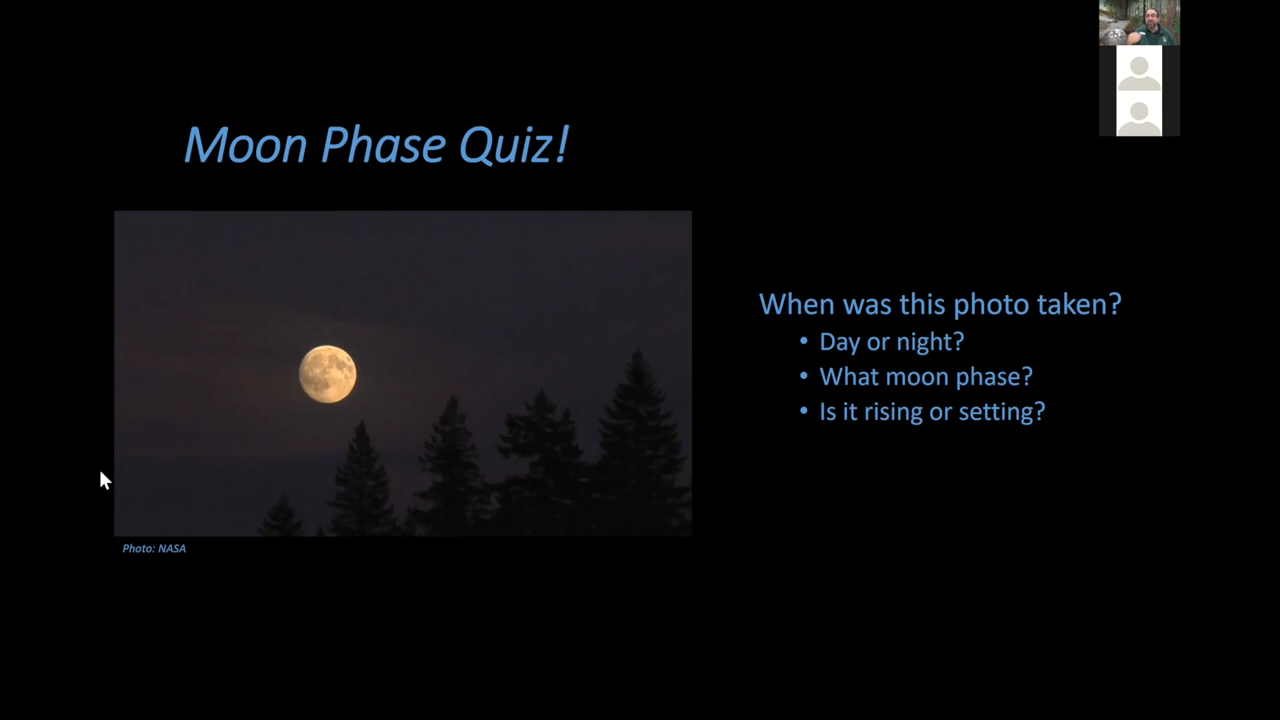 Moon Phase Quiz!
When was this photo taken?
• Day or night?
• What moon phase?
• Is it rising or setting?
Photo: NASA